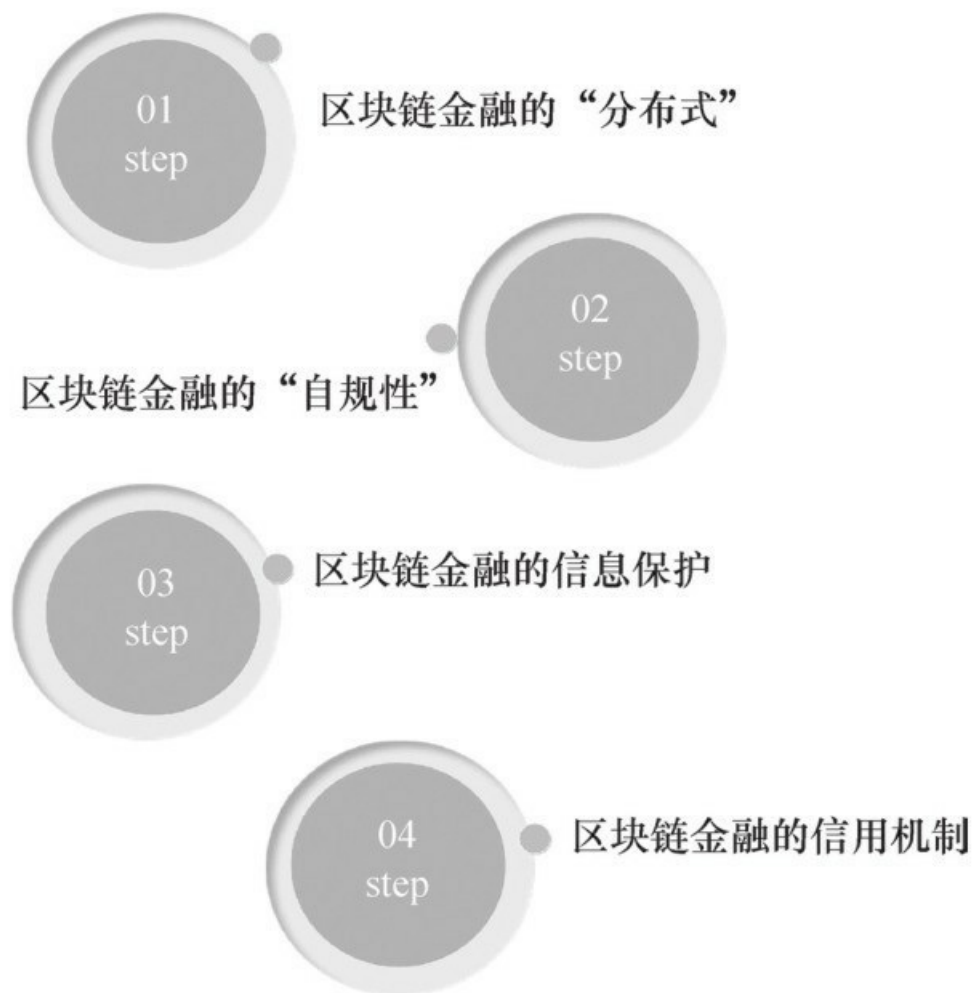 01
step
区块链金融的“分布式”
02
step
区块链金融的“自规性”
03
step
区块链金融的信息保护
04
step
区块链金融的信用机制